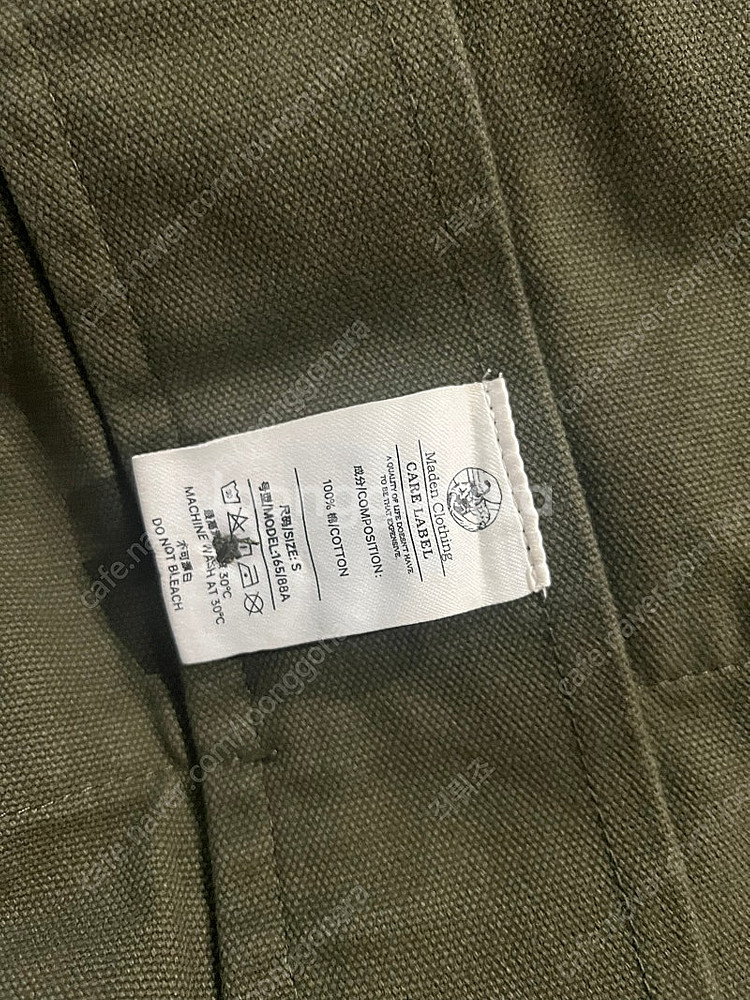 Maden Clothing
CARE LABEL
A QUALITY OF LIFE DOESN'T HAVE
TO BE THAT EXPENSIVE.
成分/COMPOSITION:
100% 棉/COTTON
尺码/SIZE: S
号型/MODEL:165/88A
30°C
MACHINE WASH AT 30°C
不可漂白
DO NOT BLEACH